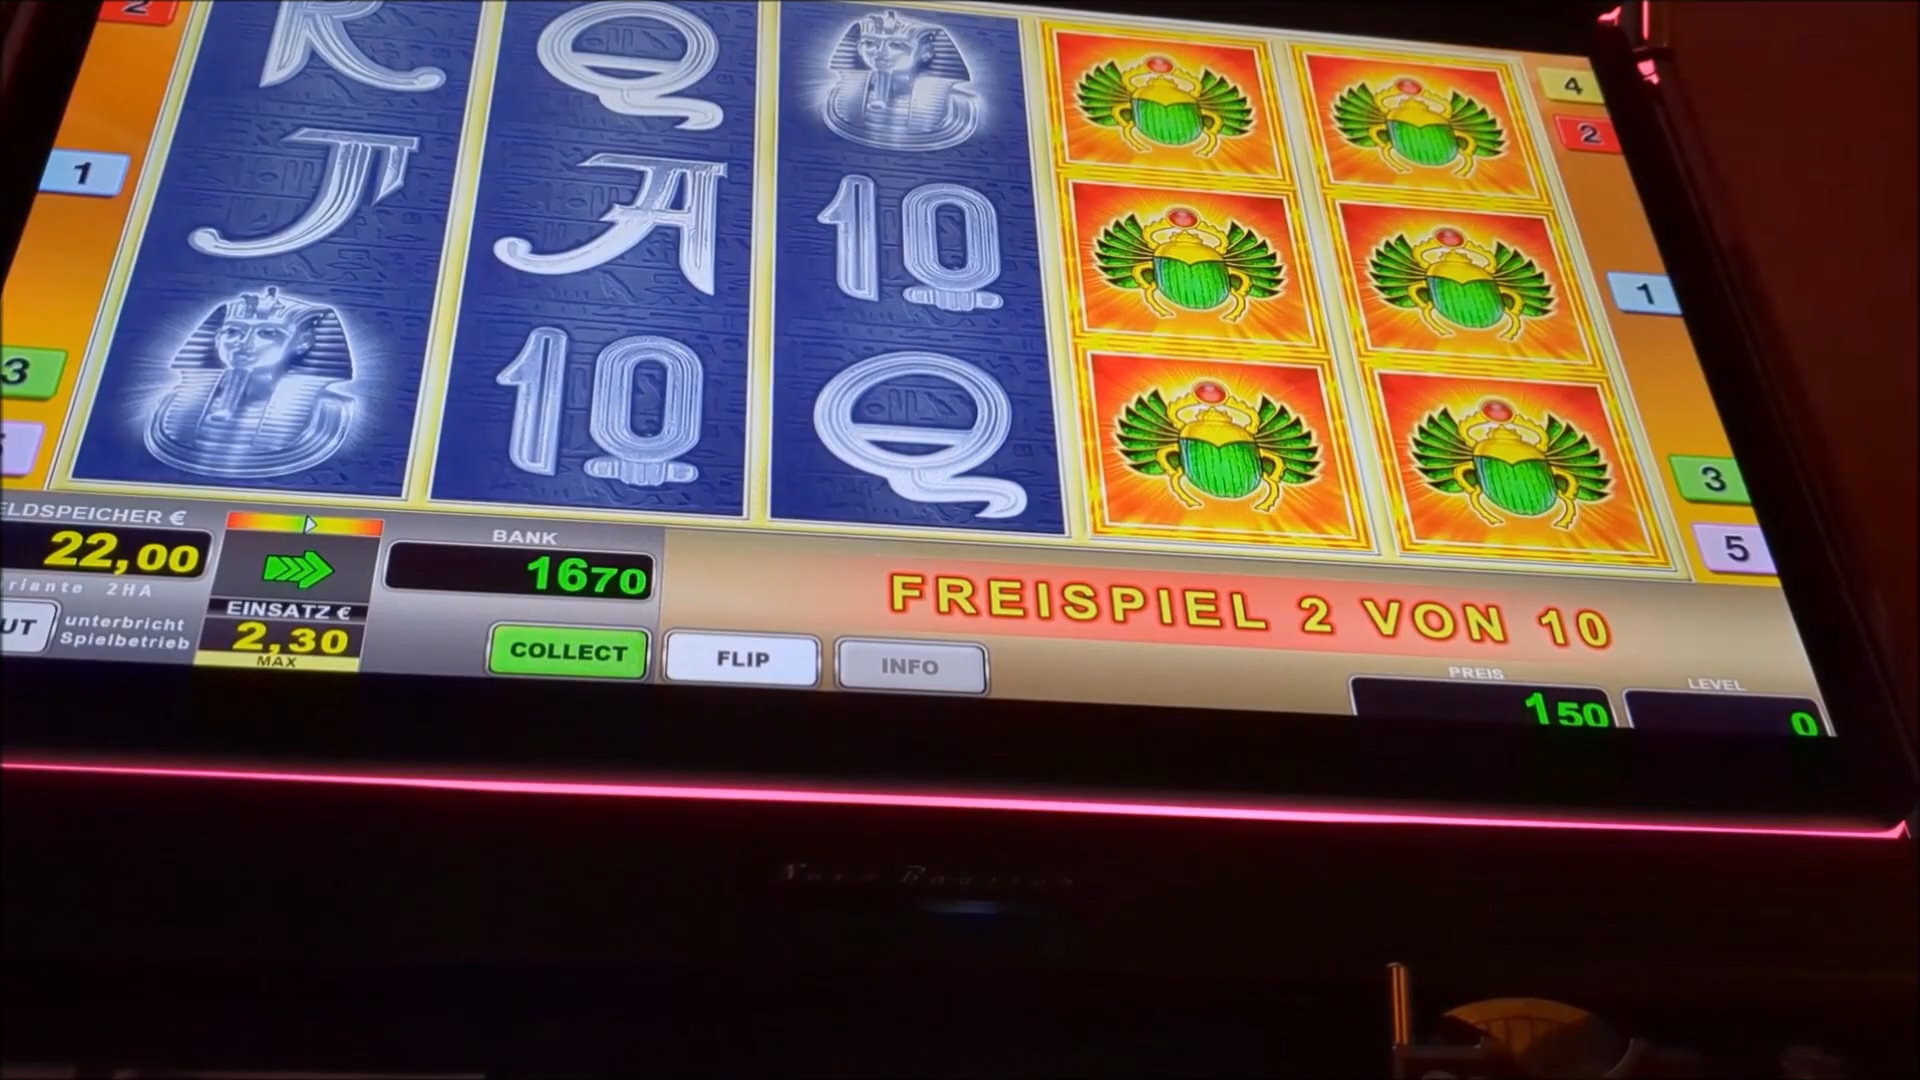 2
K
Q
4
2
1
J
A
10
1
3
10
Q
3
5
ELDSPEICHER €
22,00
riante 2HA
UT
unterbricht
Spielbetrieb
EINSATZ €
2,30
MAX
BANK
1670
COLLECT
FLIP
INFO
FREISPIEL 2 VON 10
PREIS
150
LEVEL
0